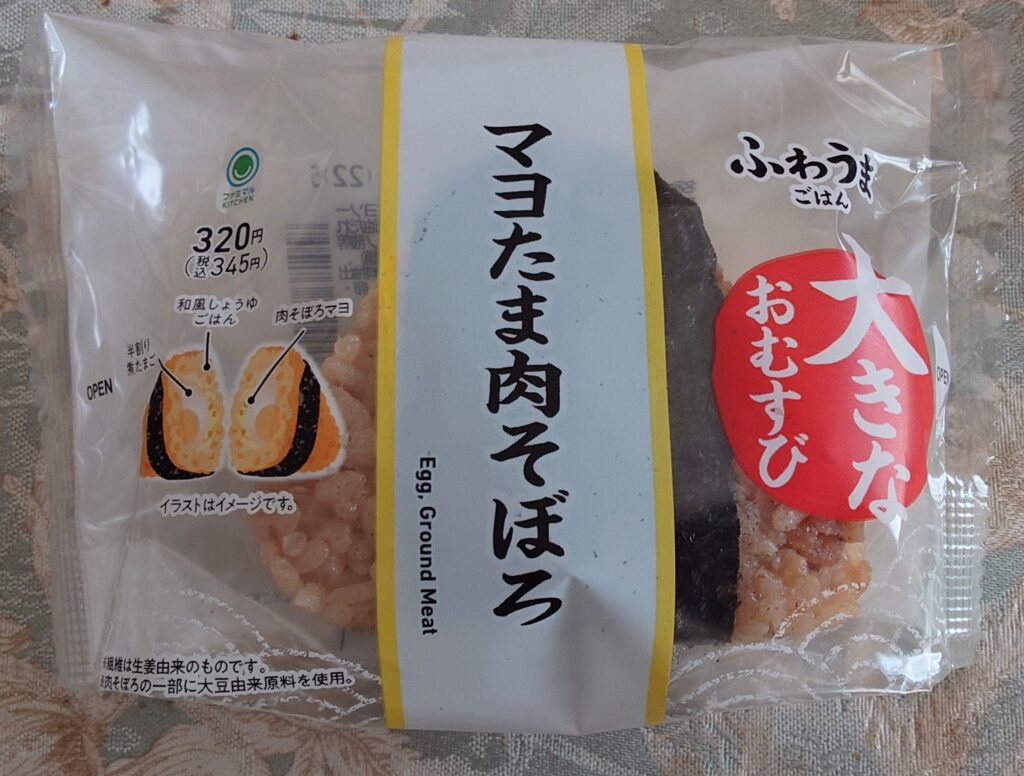 ファミマル
KITCHEN
320円
(税込345円)
和風しょうゆ
ごはん
肉そぼろマヨ
半割り
煮たまご
OPEN
イラストはイメージです。
繊維は生姜由来のものです。
肉そぼろの一部に大豆由来原料を使用。
マヨたま肉そぼろ
Egg, Ground Meat
ふわうま
ごはん
大きな
おむすび
OPEN